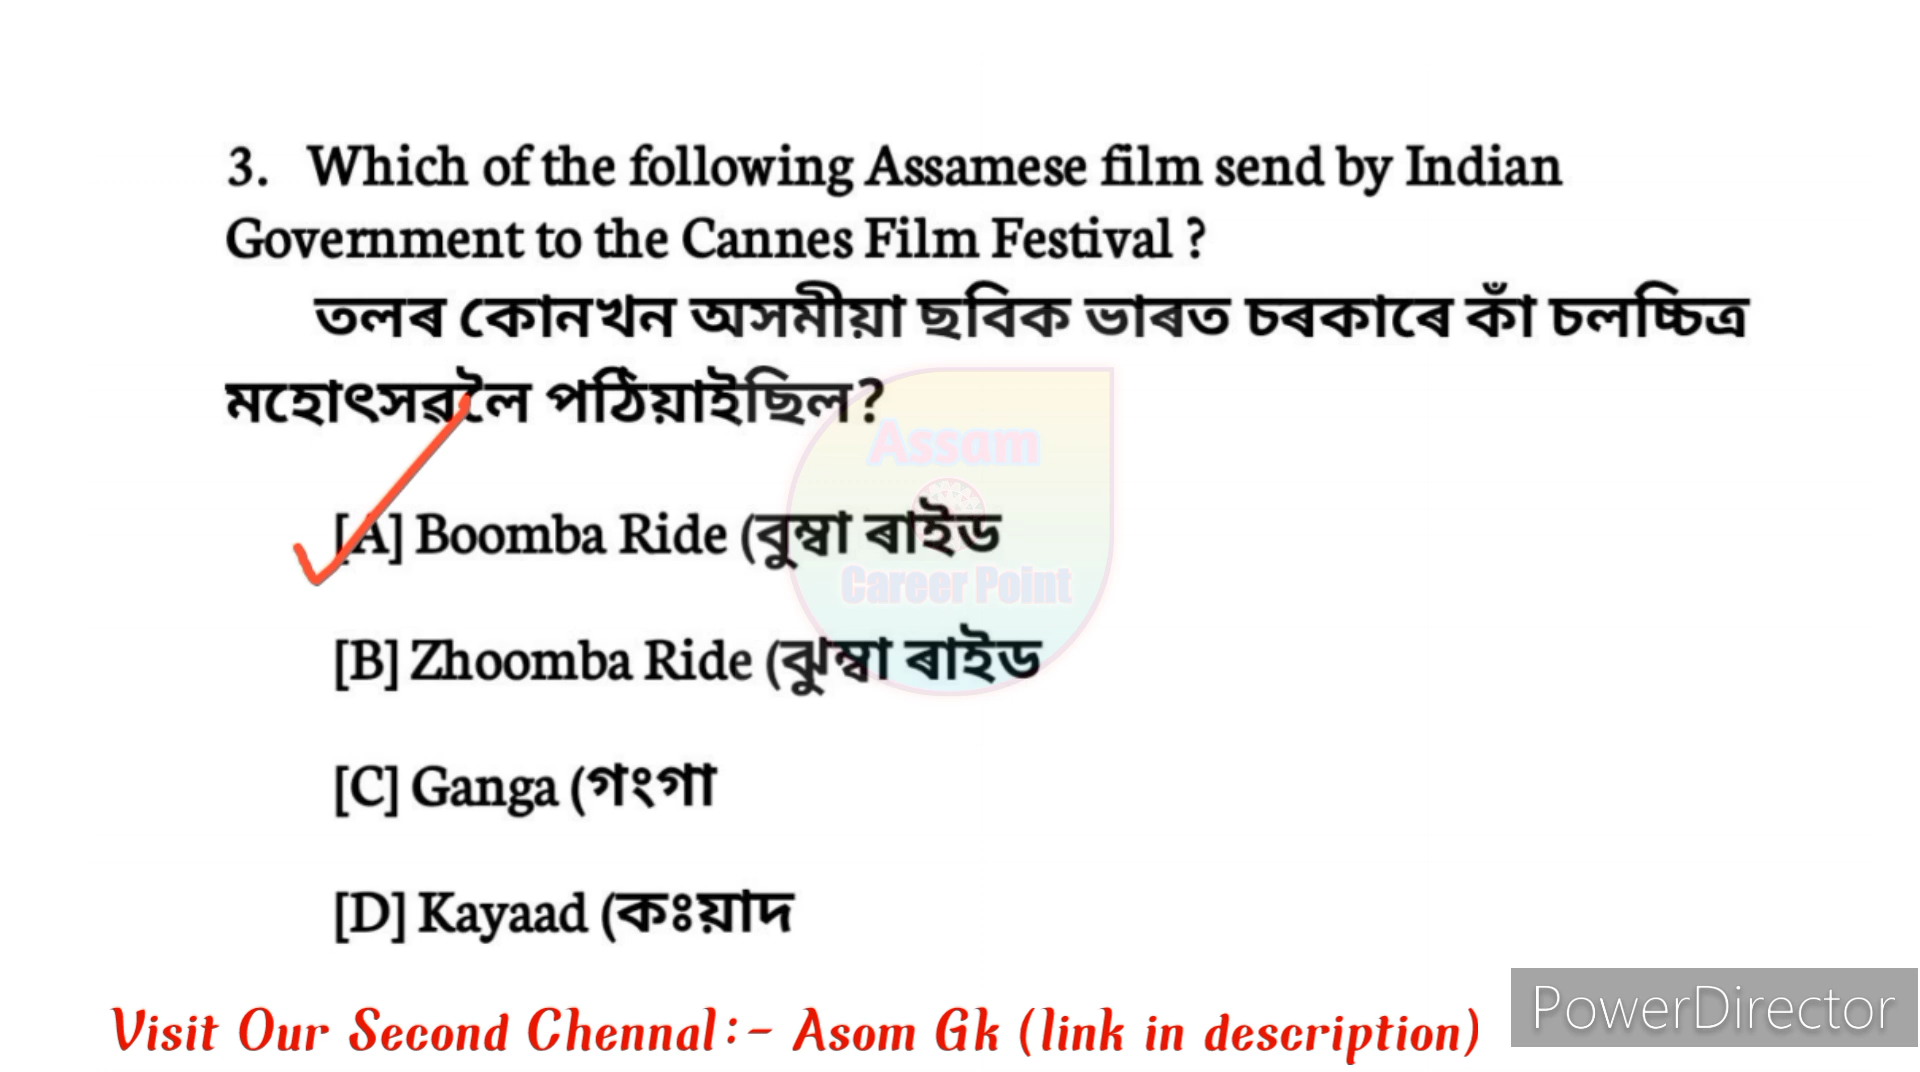 3. Which of the following Assamese film send by Indian
Government to the Cannes Film Festival ?
তলৰ কোনখন অসমীয়া ছবিক ভাৰত চৰকাৰে কাঁ চলচ্চিত্ৰ
মহোৎসৱলৈ পঠিয়াইছিল?
[A] Boomba Ride (বুম্বা ৰাইড
[B] Zhoomba Ride (ঝুম্বা ৰাইড
[C] Ganga (গংগা
[D] Kayaad (কঃয়াদ
Assam
Career Point
Visit Our Second Chennal:- Asom Gk (link in description)
PowerDirector